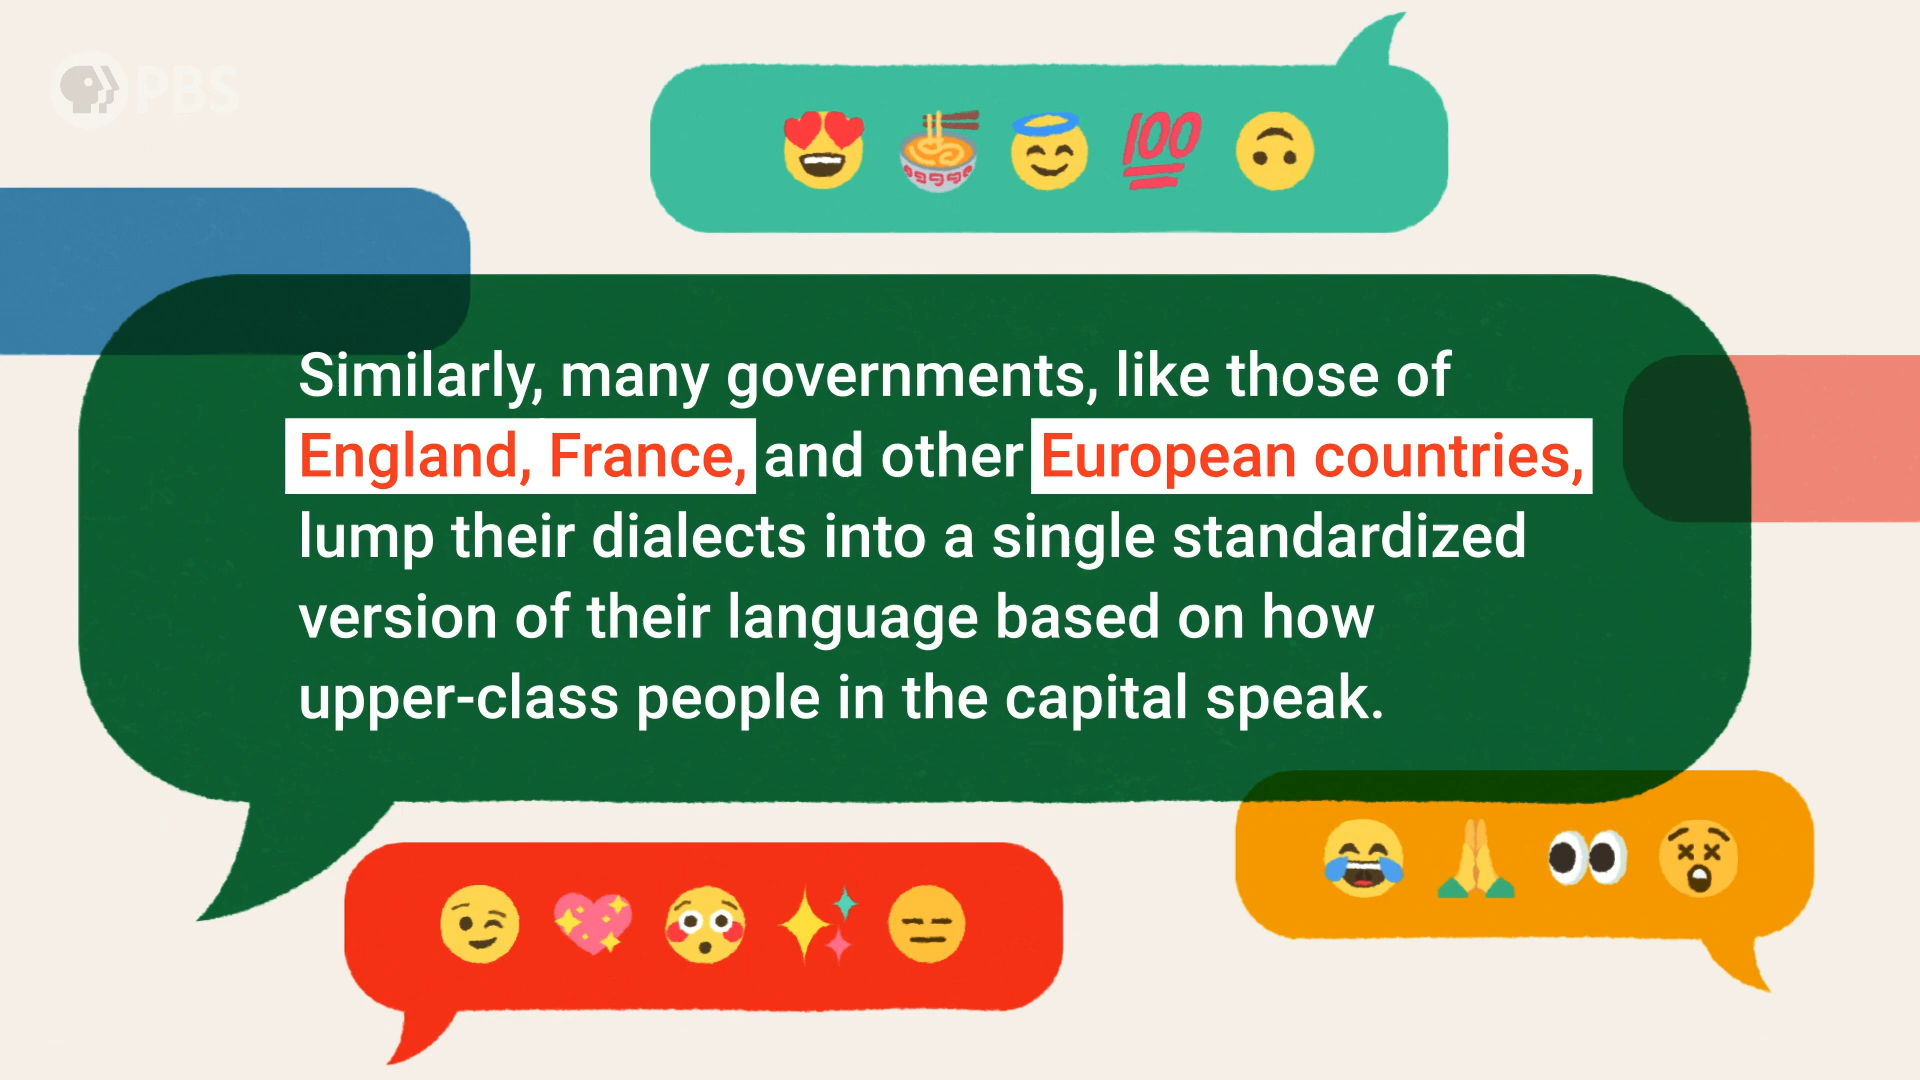 PBS
100
Similarly, many governments, like those of
England, France, and other European countries,
lump their dialects into a single standardized
version of their language based on how
upper-class people in the capital speak.